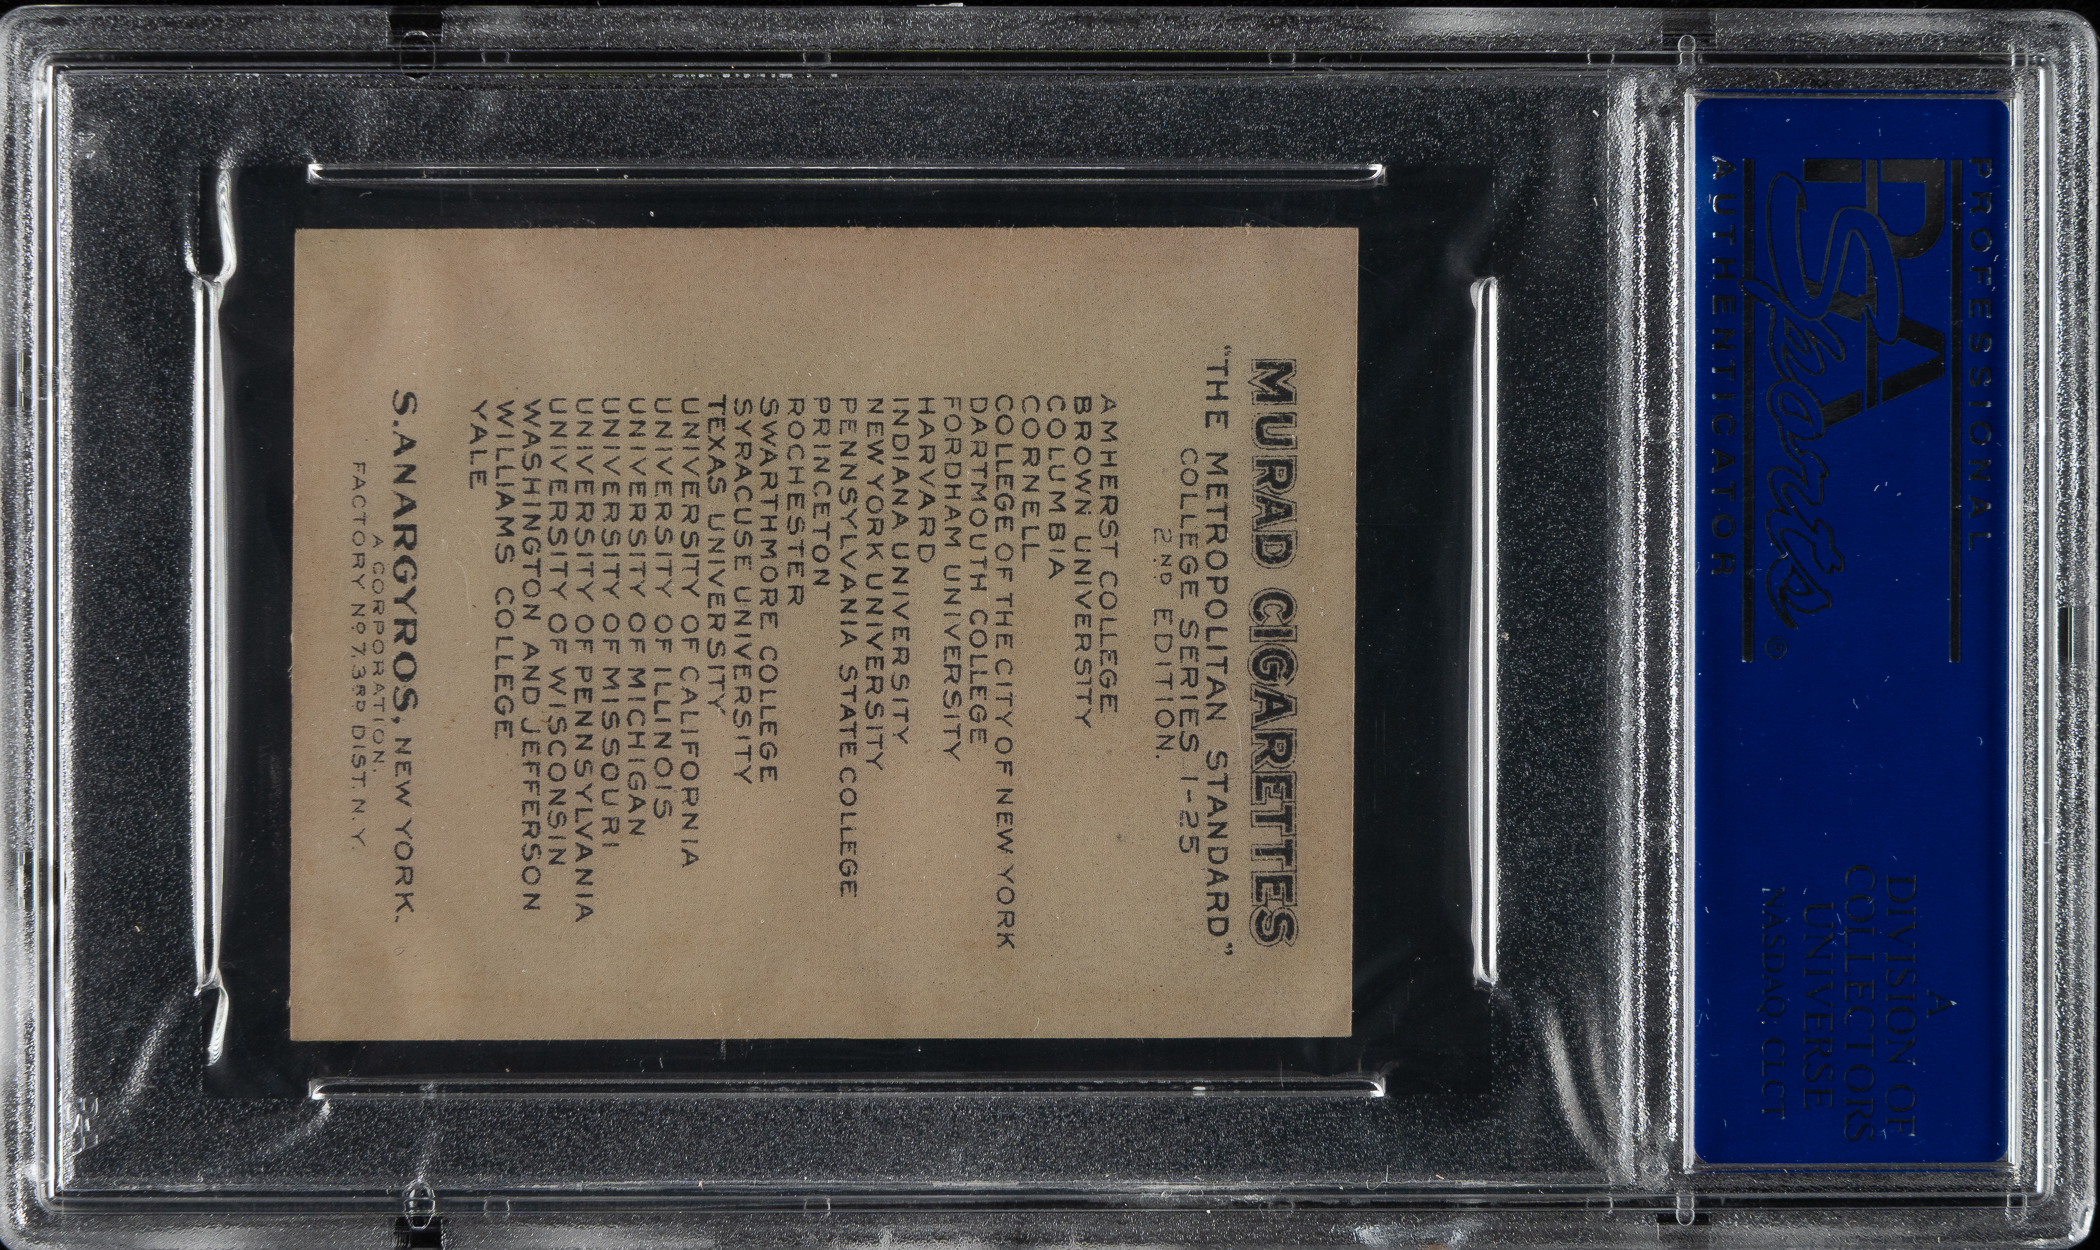 PROFESSIONAL
PSA
Sports®
AUTHENTICATOR
A
DIVISION OF
COLLECTORS
UNIVERSE
NASDAQ: CLCT
MURAD CIGARETTES
"THE METROPOLITAN STANDARD"
COLLEGE SERIES 1-25
2ND EDITION.
AMHERST COLLEGE
BROWN UNIVERSITY
COLUMBIA
CORNELL
COLLEGE OF THE CITY OF NEW YORK
DARTMOUTH COLLEGE
FORDHAM UNIVERSITY
HARVARD
INDIANA UNIVERSITY
NEW YORK UNIVERSITY
PENNSYLVANIA STATE COLLEGE
PRINCETON
ROCHESTER
SWARTHMORE COLLEGE
SYRACUSE UNIVERSITY
TEXAS UNIVERSITY
UNIVERSITY OF CALIFORNIA
UNIVERSITY OF ILLINOIS
UNIVERSITY OF MICHIGAN
UNIVERSITY OF MISSOURI
UNIVERSITY OF PENNSYLVANIA
UNIVERSITY OF WISCONSIN
WASHINGTON AND JEFFERSON
WILLIAMS COLLEGE
YALE
S. ANARGYROS, NEW YORK.
A CORPORATION.
FACTORY Nº 7, 3RD DIST. N.Y.